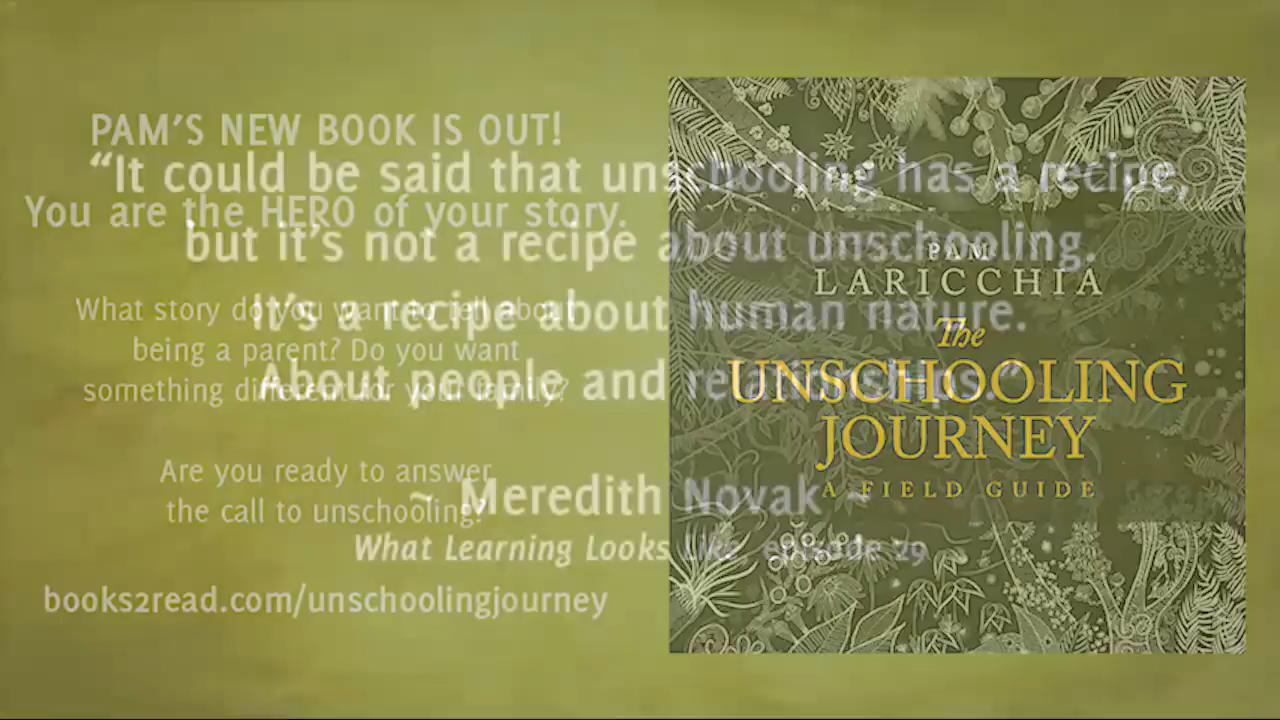 PAM'S NEW BOOK IS OUT!
You are the HERO of your story.
What story do you want to tell about
being a parent? Do you want
something different for your family?
Are you ready to answer
the call to unschooling?
books2read.com/unschoolingjourney
“It could be said that unschooling has a recipe,
but it's not a recipe about unschooling.
It's a recipe about human nature.
About people and relationships.”
~ Meredith Novak ~
What Learning Looks Like, episode 29
PAM
LARICCHIA
The
UNSCHOOLING
JOURNEY
A FIELD GUIDE